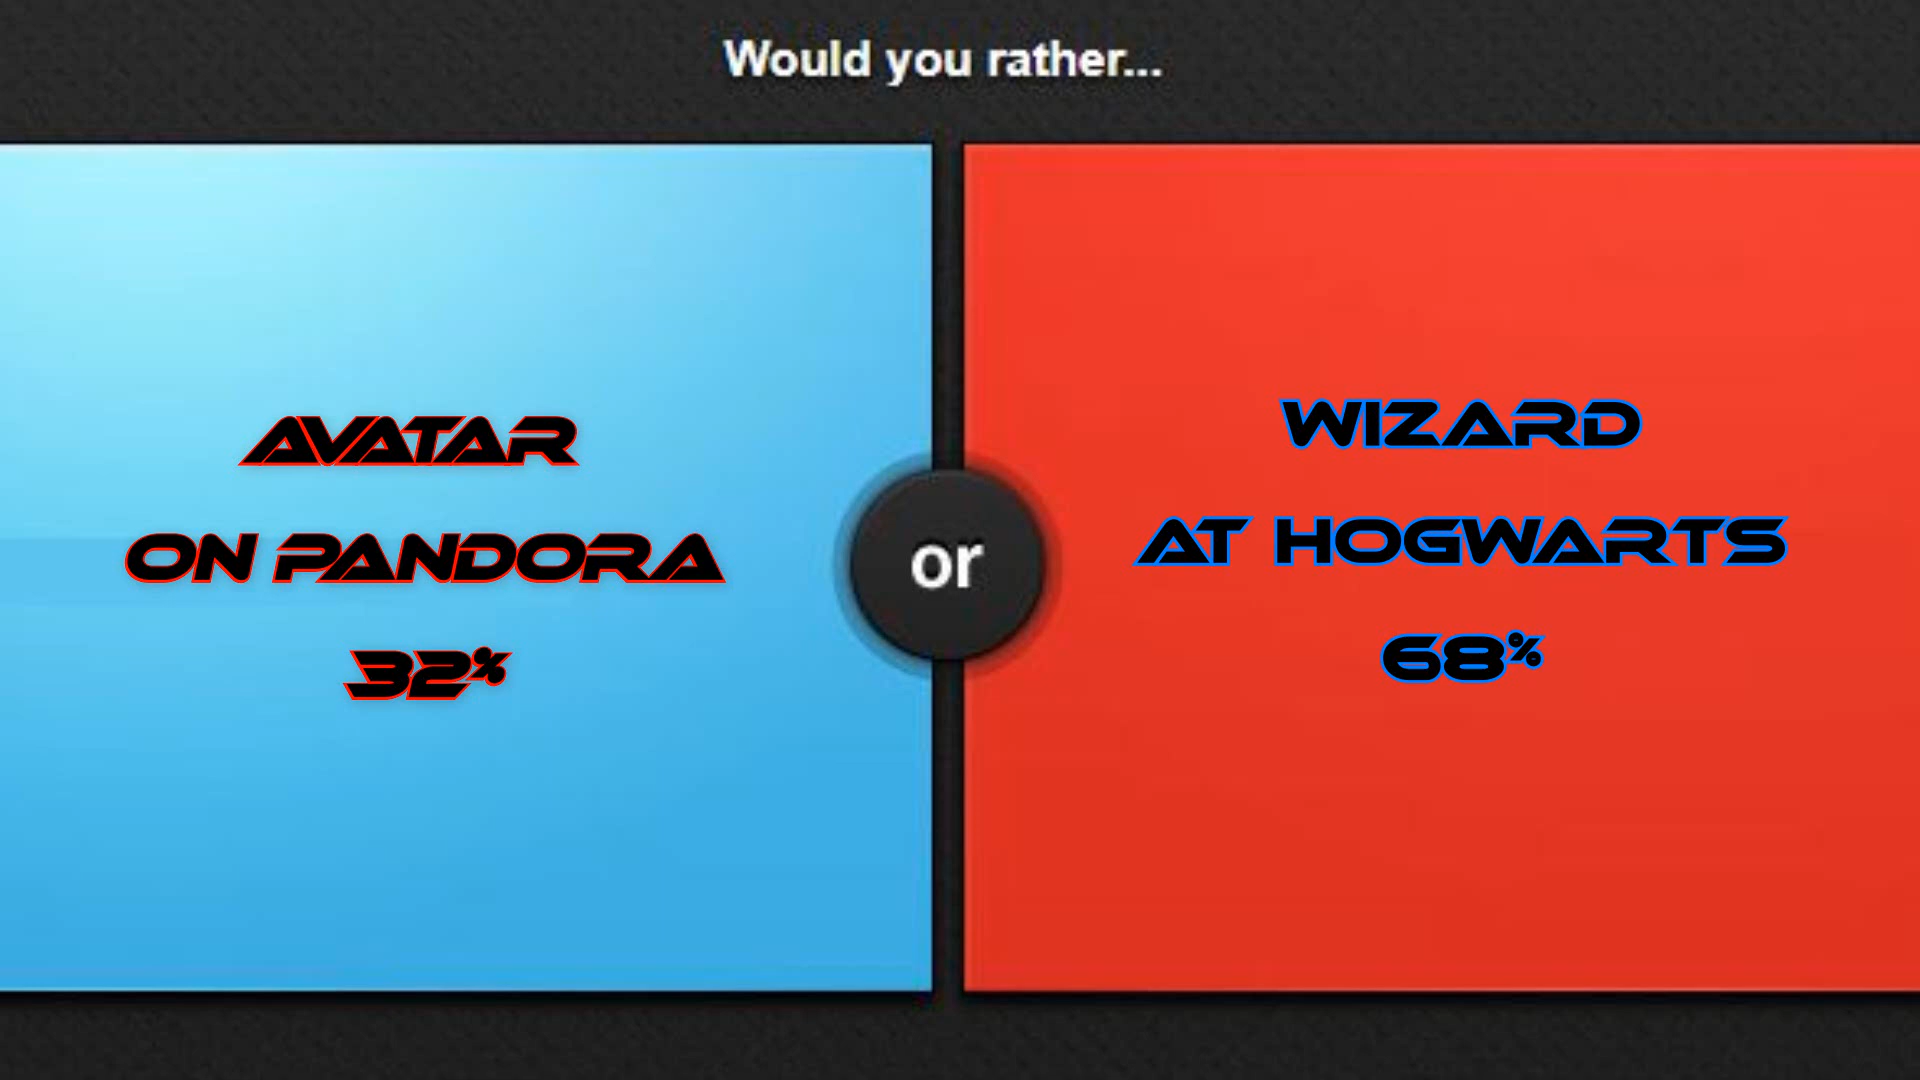 Would you rather...
AVATAR
ON PANDORA
32%
or
WIZARD
AT HOGWARTS
68%